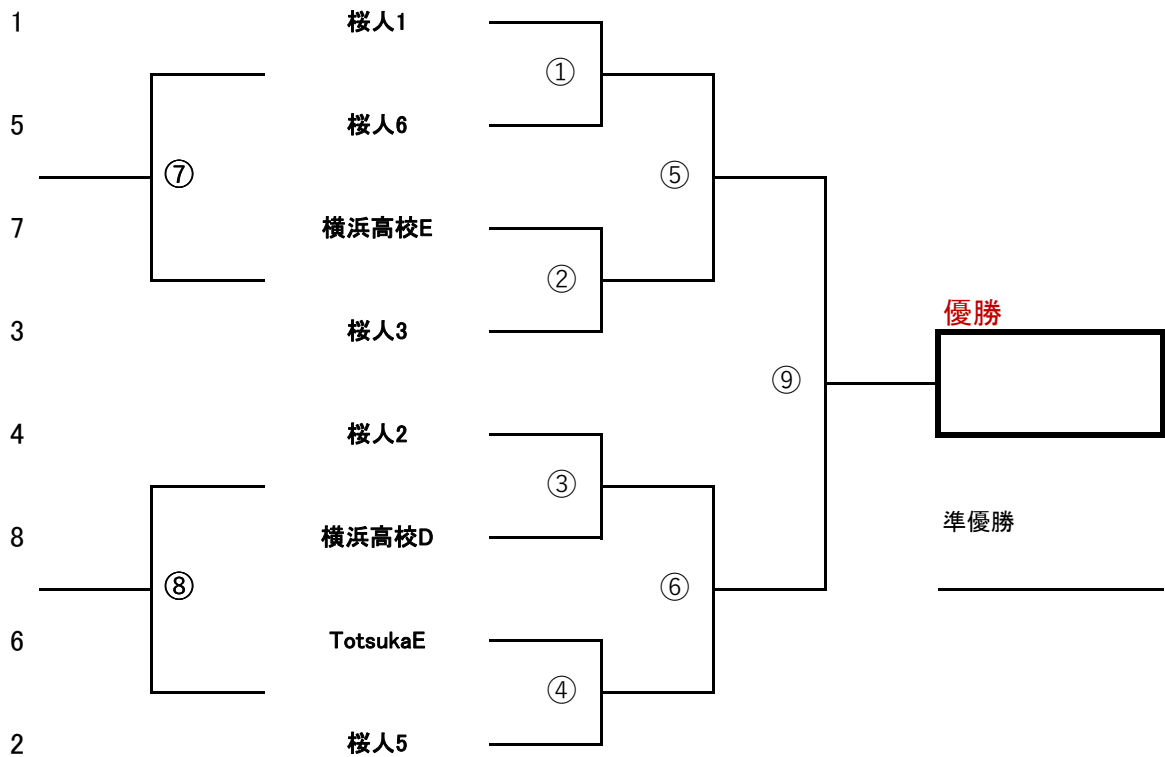 1 桜人1
①
5 桜人6
⑦ ⑤
7 横浜高校E
②
3 桜人3
優勝
⑨
4 桜人2
③
準優勝
8 横浜高校D
⑧ ⑥
6 TotsukaE
④
2 桜人5